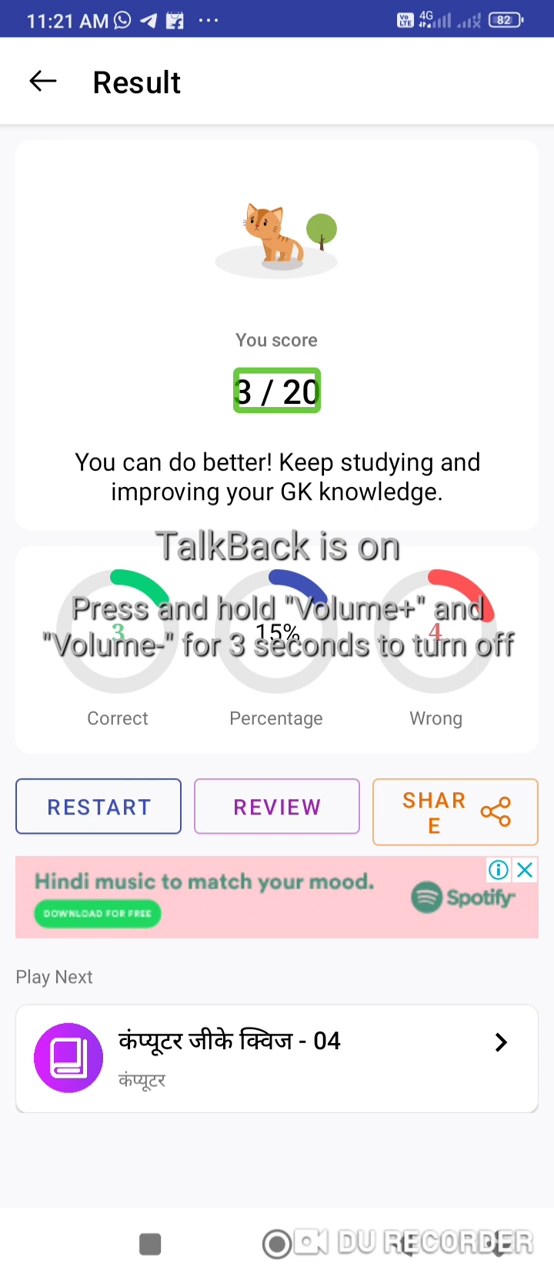 11:21 AM
Vo LTE 4G 82
Result
You score
3 / 20
You can do better! Keep studying and
improving your GK knowledge.
TalkBack is on
Press and hold "Volume+" and
"Volume-" for 3 seconds to turn off
3
15%
4
Correct
Percentage
Wrong
RESTART
REVIEW
SHAR
E
Hindi music to match your mood.
DOWNLOAD FOR FREE
Spotify
Play Next
कंप्यूटर जीके क्विज - 04
कंप्यूटर
DU RECORDER